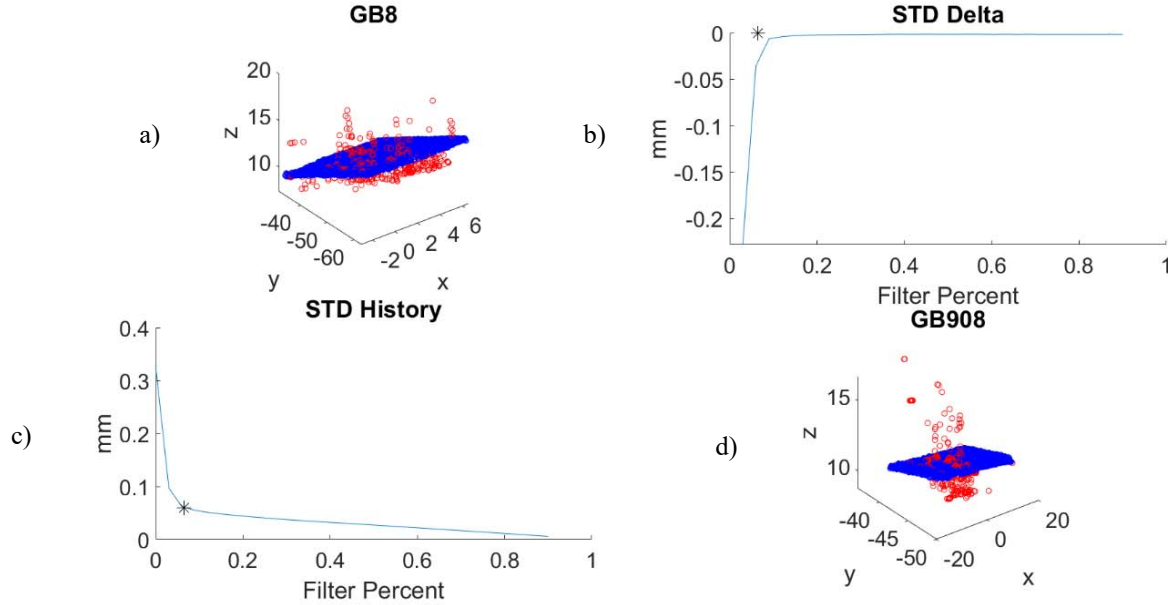 a)
GB8
z
20
15
10
-40
-50
-60
y
-2 0 2 4 6
x
b)
STD Delta
mm
0
-0.05
-0.1
-0.15
-0.2
0 0.2 0.4 0.6 0.8 1
Filter Percent
c)
STD History
mm
0.4
0.3
0.2
0.1
0
0 0.2 0.4 0.6 0.8 1
Filter Percent
d)
GB908
z
15
10
-40
-45
-50
y
-20 0 20
x